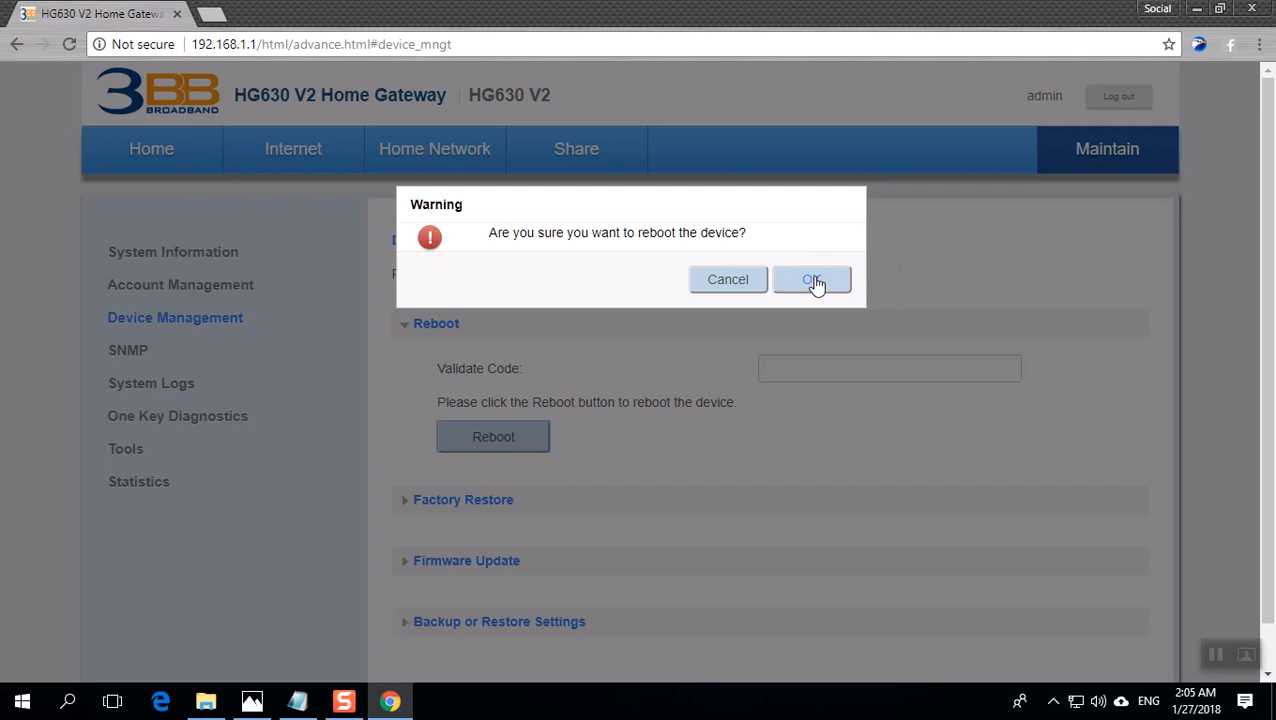 HG630 V2 Home Gatewa
Social
Not secure
192.168.1.1/html/advance.html#device_mngt
3BB
BROADBAND
HG630 V2 Home Gateway
HG630 V2
admin
Log out
Home
Internet
Home Network
Share
Maintain
Warning
Are you sure you want to reboot the device?
Cancel
OK
System Information
Account Management
Device Management
SNMP
System Logs
One Key Diagnostics
Tools
Statistics
Reboot
Validate Code:
Please click the Reboot button to reboot the device.
Reboot
Factory Restore
Firmware Update
Backup or Restore Settings
ENG
2:05 AM
1/27/2018